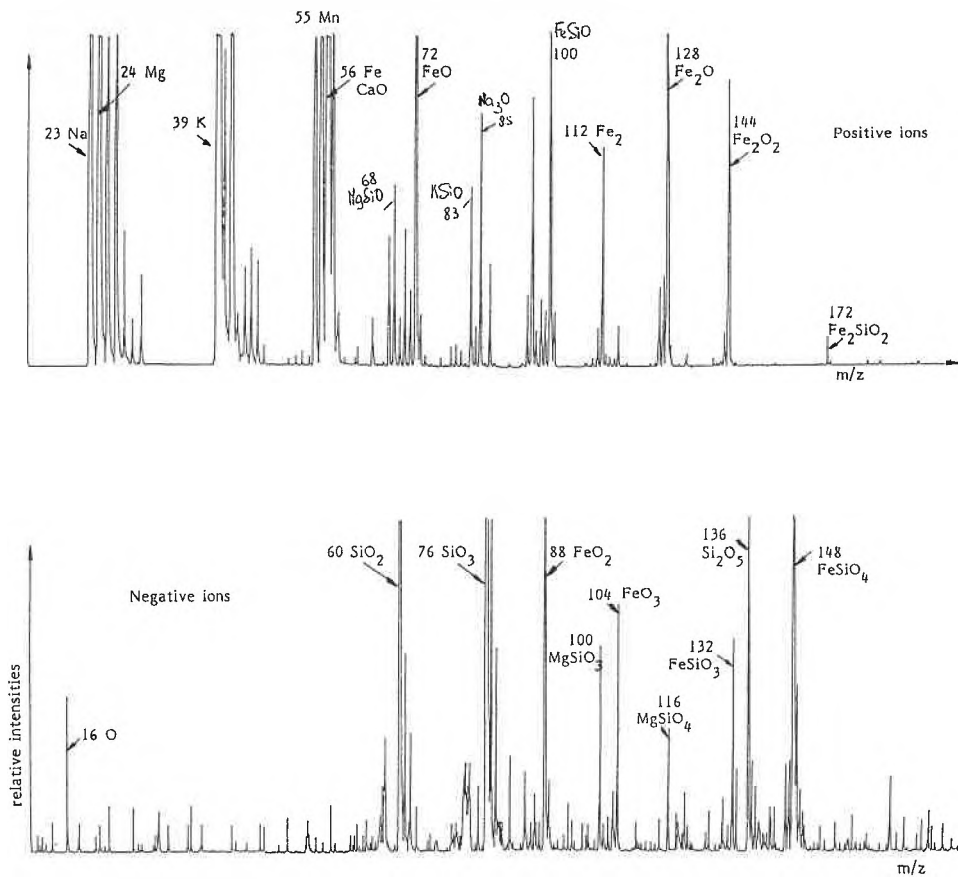 55 Mn
24 Mg
23 Na
39 K
56 Fe
CaO
72
FeO
FeSiO
100
Na₃O
85
112 Fe₂
128
Fe₂O
144
Fe₂O₂
Positive ions
68
MgSiO
KSiO
83
172
Fe₂SiO₂
m/z
relative intensities
Negative ions
16 O
60 SiO₂
76 SiO₃
88 FeO₂
104 FeO₃
100
MgSiO₃
116
MgSiO₄
132
FeSiO₃
136
Si₂O₅
148
FeSiO₄
m/z